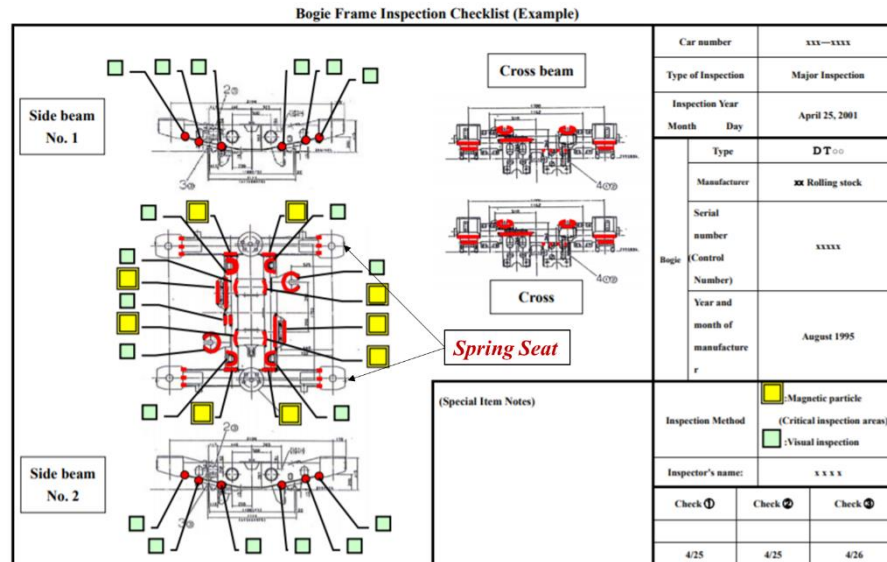 Bogie Frame Inspection Checklist (Example)
Side beam
No. 1
Cross beam
Cross
Spring Seat
Side beam
No. 2
Car number
xxx—xxxx
Type of Inspection
Major Inspection
Inspection Year
Month Day
April 25, 2001
Bogie
Type
DT○○
Manufacturer
xx Rolling stock
Serial
number
(Control
Number)
xxxxx
Year and
month of
manufacture
r
August 1995
(Special Item Notes)
Inspection Method
:Magnetic particle
(Critical inspection areas)
:Visual inspection
Inspector's name:
x x x x
Check ① Check ❷ Check ❸
4/25 4/25 4/26